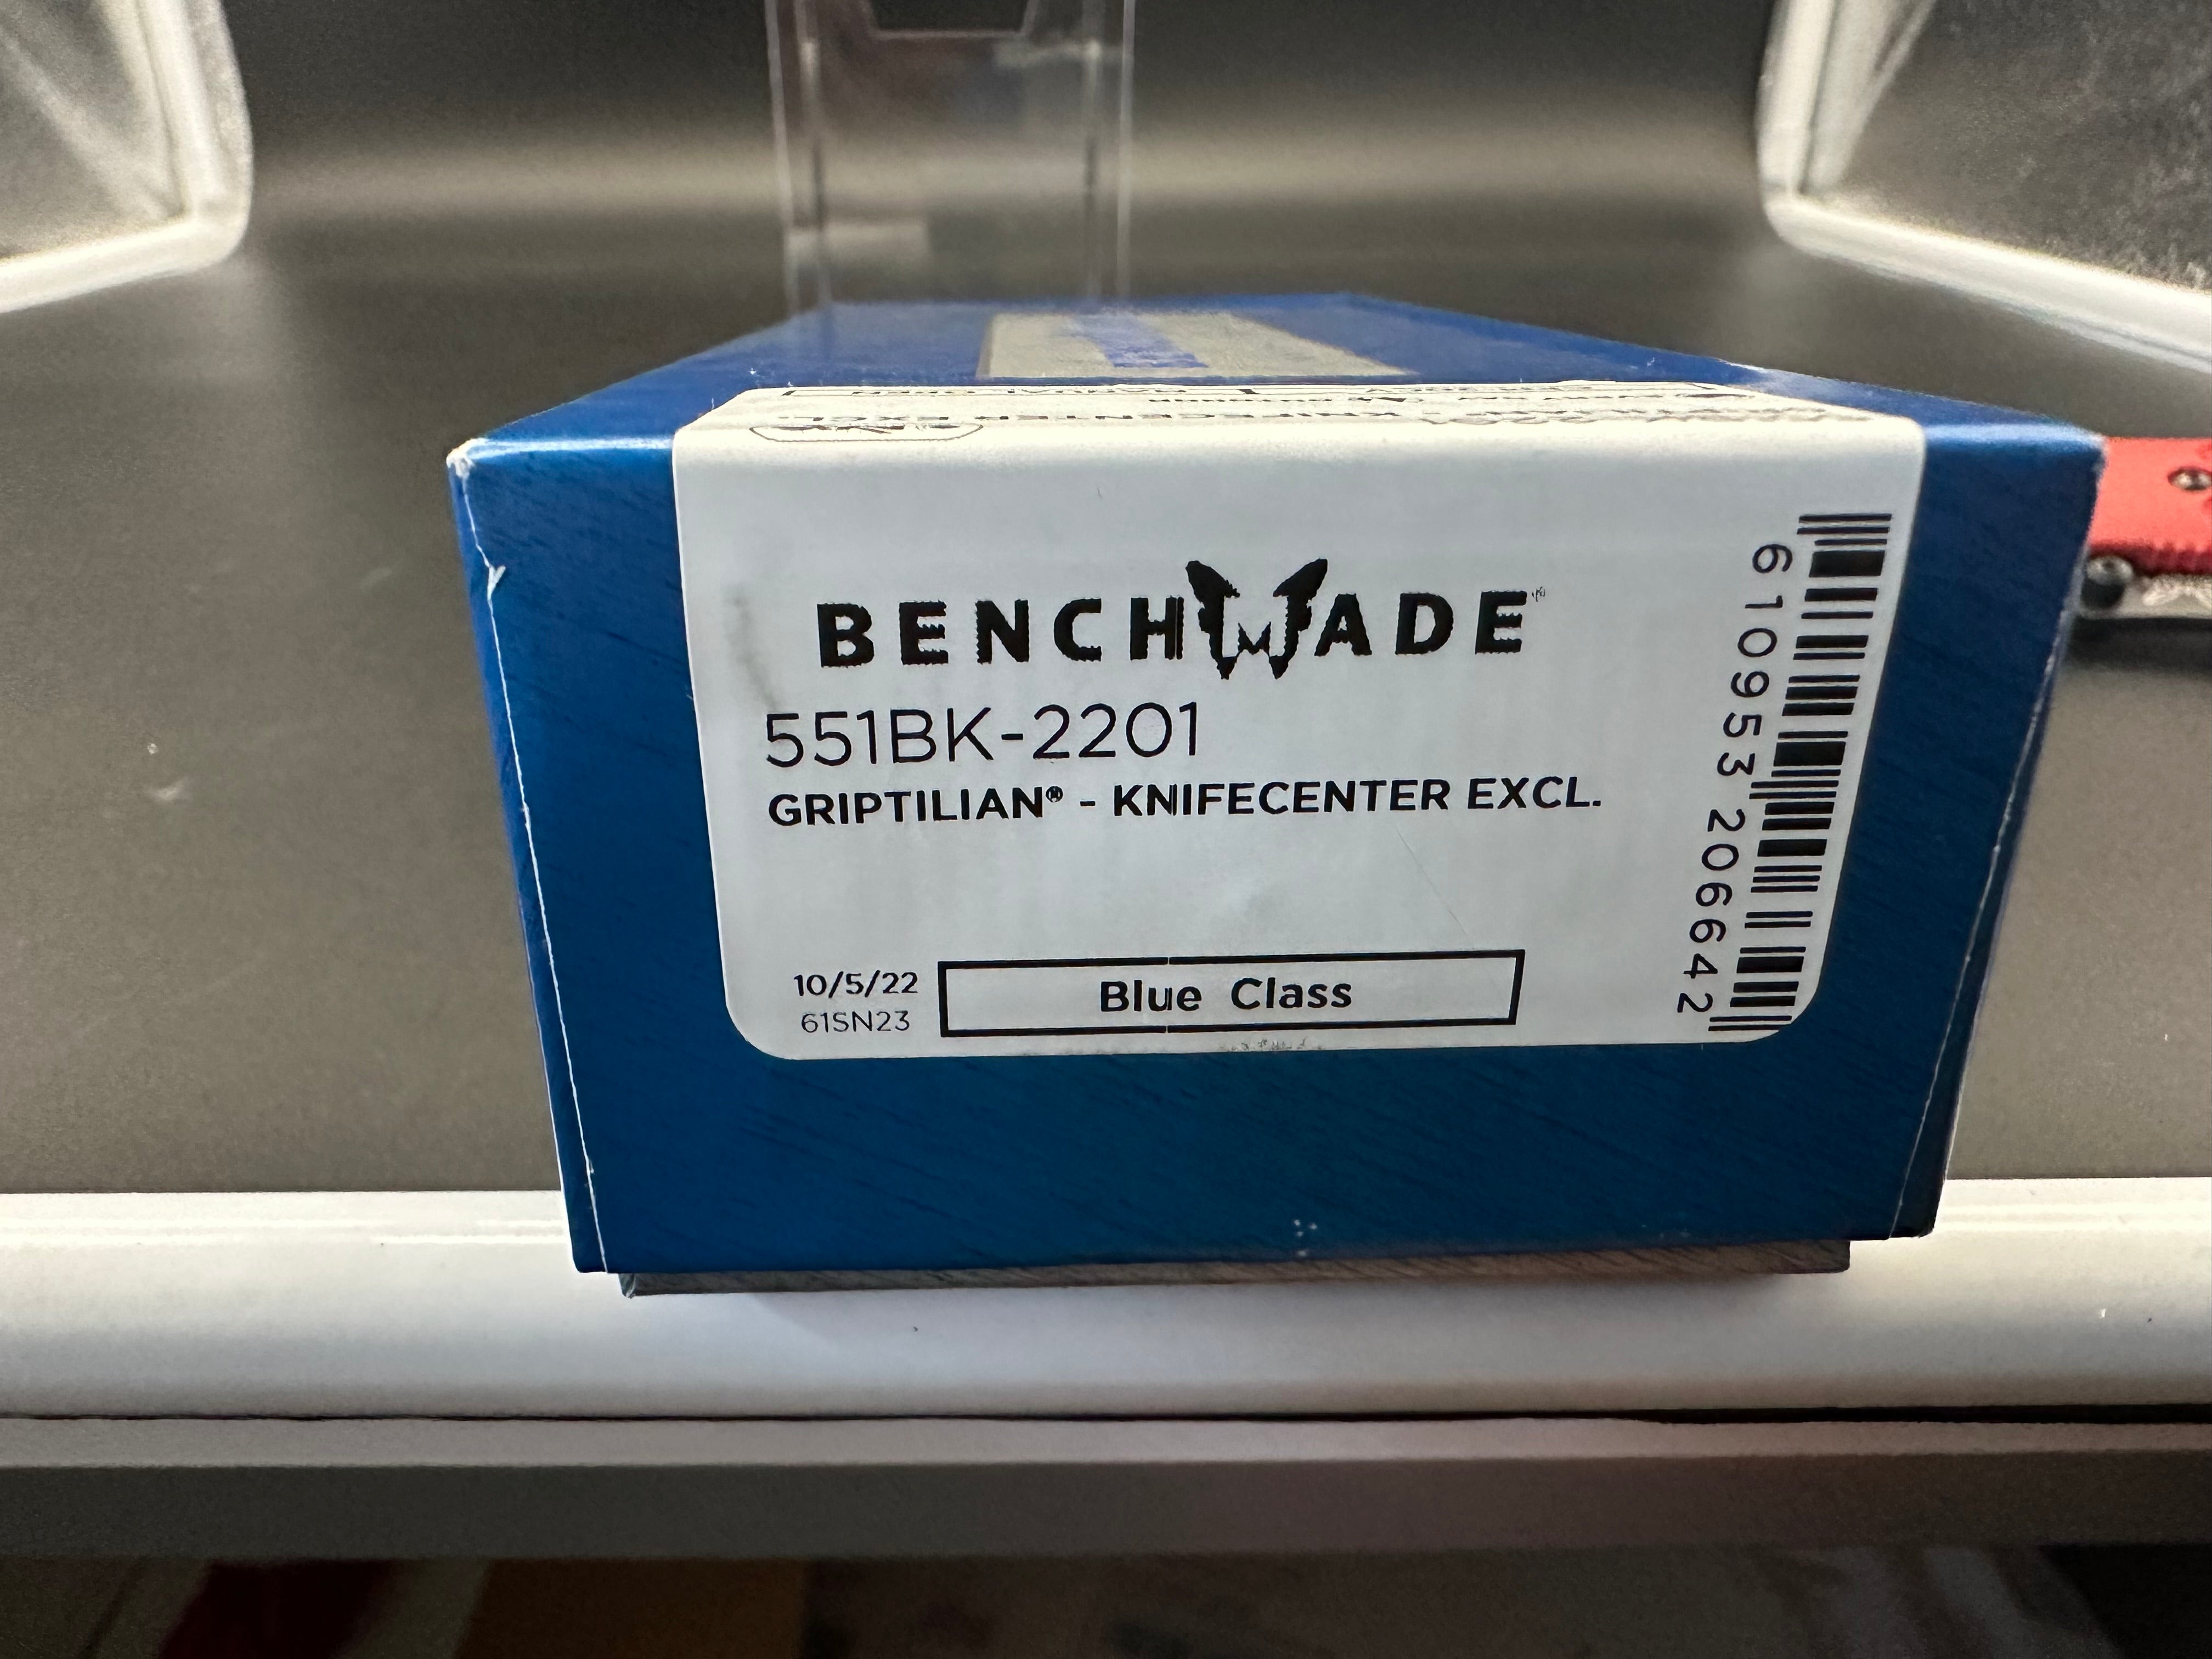 BENCHMADE
551BK-2201
GRIPTILIAN® - KNIFECENTER EXCL.
10/5/22
61SN23
Blue Class
6 10953 20664 2